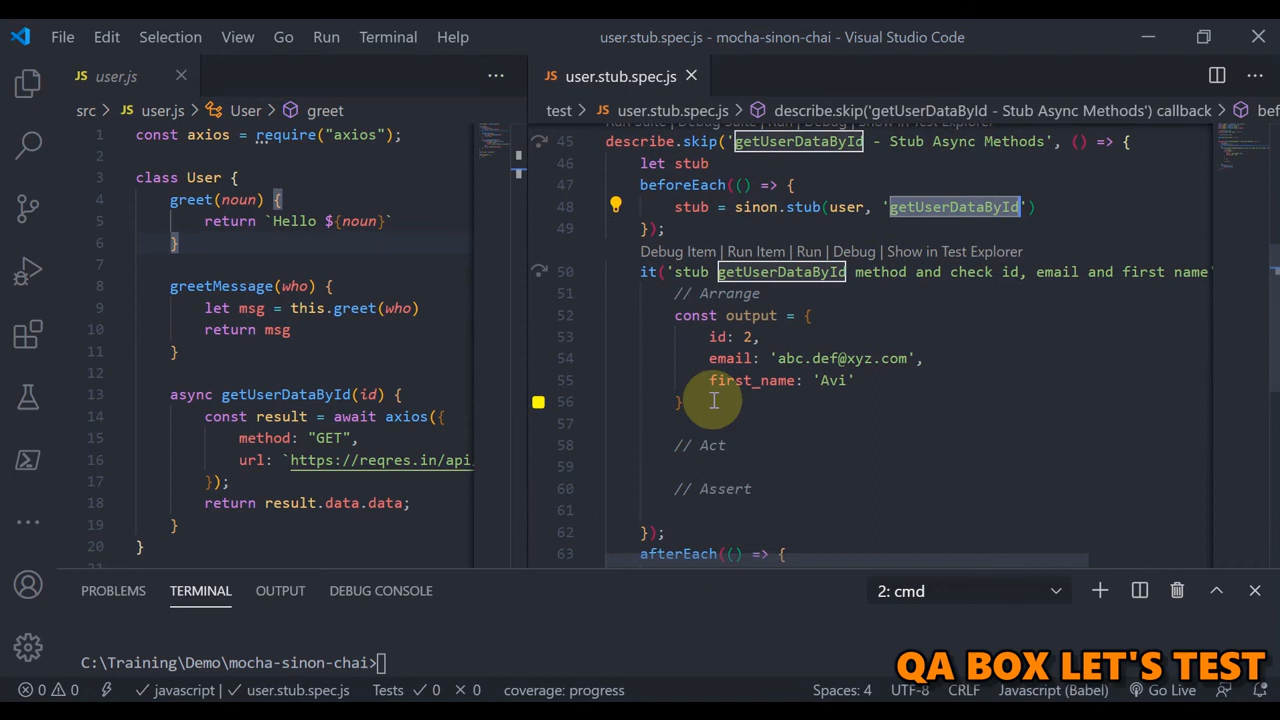 File Edit Selection View Go Run Terminal Help user.stub.spec.js - mocha-sinon-chai - Visual Studio Code
JS user.js
JS user.stub.spec.js
src > JS user.js > User > greet
test > JS user.stub.spec.js > describe.skip('getUserDataById - Stub Async Methods') callback >
1 const axios = require("axios");
2
3 class User {
4 greet(noun) {
5 return `Hello ${noun}`
6 }
7
8 greetMessage(who) {
9 let msg = this.greet(who)
10 return msg
11 }
12
13 async getUserDataById(id) {
14 const result = await axios({
15 method: "GET",
16 url: `https://reqres.in/api
17 });
18 return result.data.data;
19 }
20 }
Run Suite | Debug Suite | Run | Debug | Show in Test Explorer
45 describe.skip('getUserDataById - Stub Async Methods', () => {
46 let stub
47 beforeEach(() => {
48 stub = sinon.stub(user, 'getUserDataById')
49 });
Debug Item | Run Item | Run | Debug | Show in Test Explorer
50 it('stub getUserDataById method and check id, email and first name'
51 // Arrange
52 const output = {
53 id: 2,
54 email: 'abc.def@xyz.com',
55 first_name: 'Avi'
56 }
57
58 // Act
59
60 // Assert
61
62 });
63 afterEach(() => {
PROBLEMS TERMINAL OUTPUT DEBUG CONSOLE 2: cmd
C:\Training\Demo\mocha-sinon-chai>
QA BOX LET'S TEST
0 0 javascript | user.stub.spec.js Tests 0 0 coverage: progress Spaces: 4 UTF-8 CRLF Javascript (Babel) Go Live